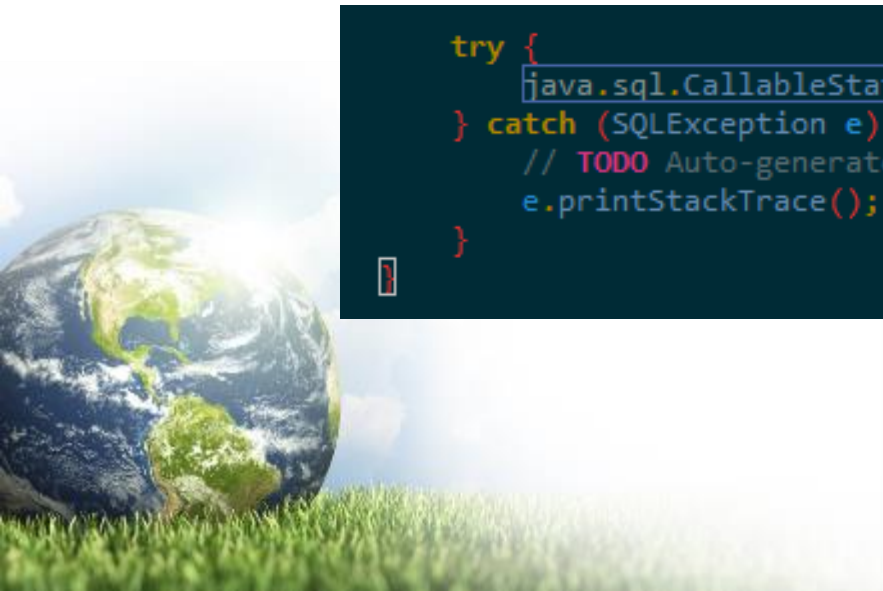 try {
java.sql.CallableSta
} catch (SQLException e)
// TODO Auto-generat
e.printStackTrace();
}
}